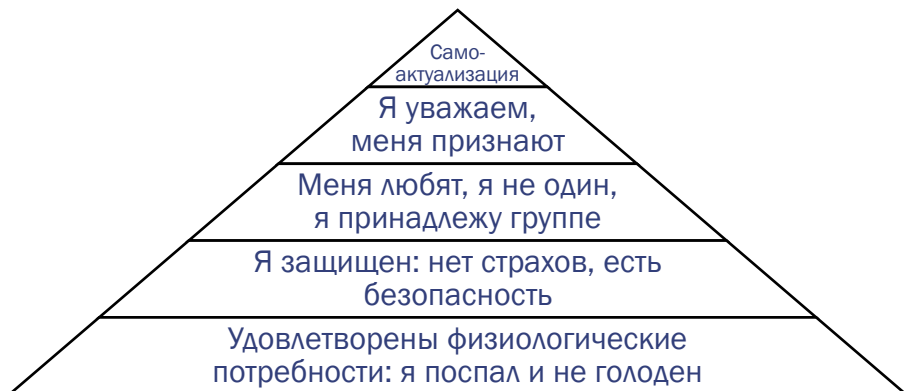 Само-
актуализация
Я уважаем,
меня признают
Меня любят, я не один,
я принадлежу группе
Я защищен: нет страхов, есть
безопасность
Удовлетворены физиологические
потребности: я поспал и не голоден